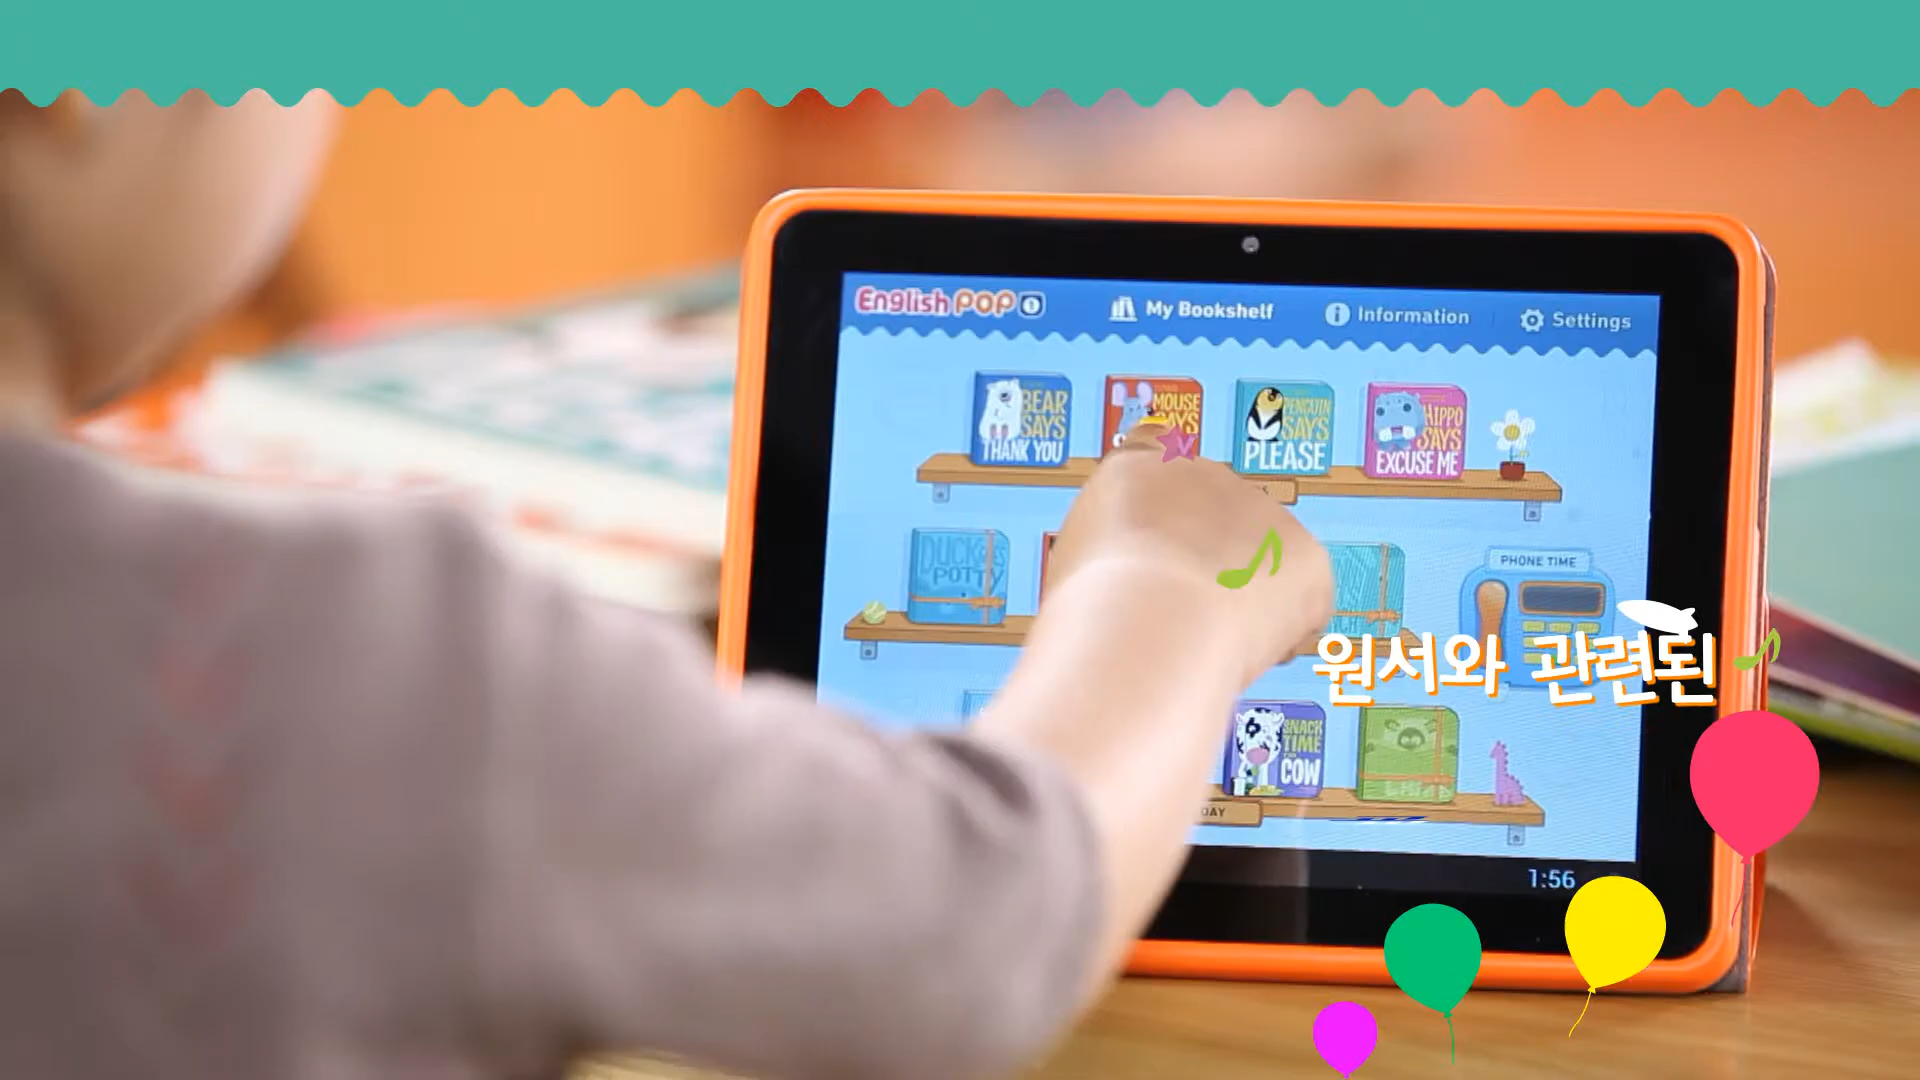 English POP
My Bookshelf
Information
Settings
BEAR SAYS THANK YOU
MOUSE SAYS
PENGUIN SAYS PLEASE
HIPPO SAYS EXCUSE ME
POTTY
PHONE TIME
원서와 관련된
SNACK TIME
COW
DAY
1:56